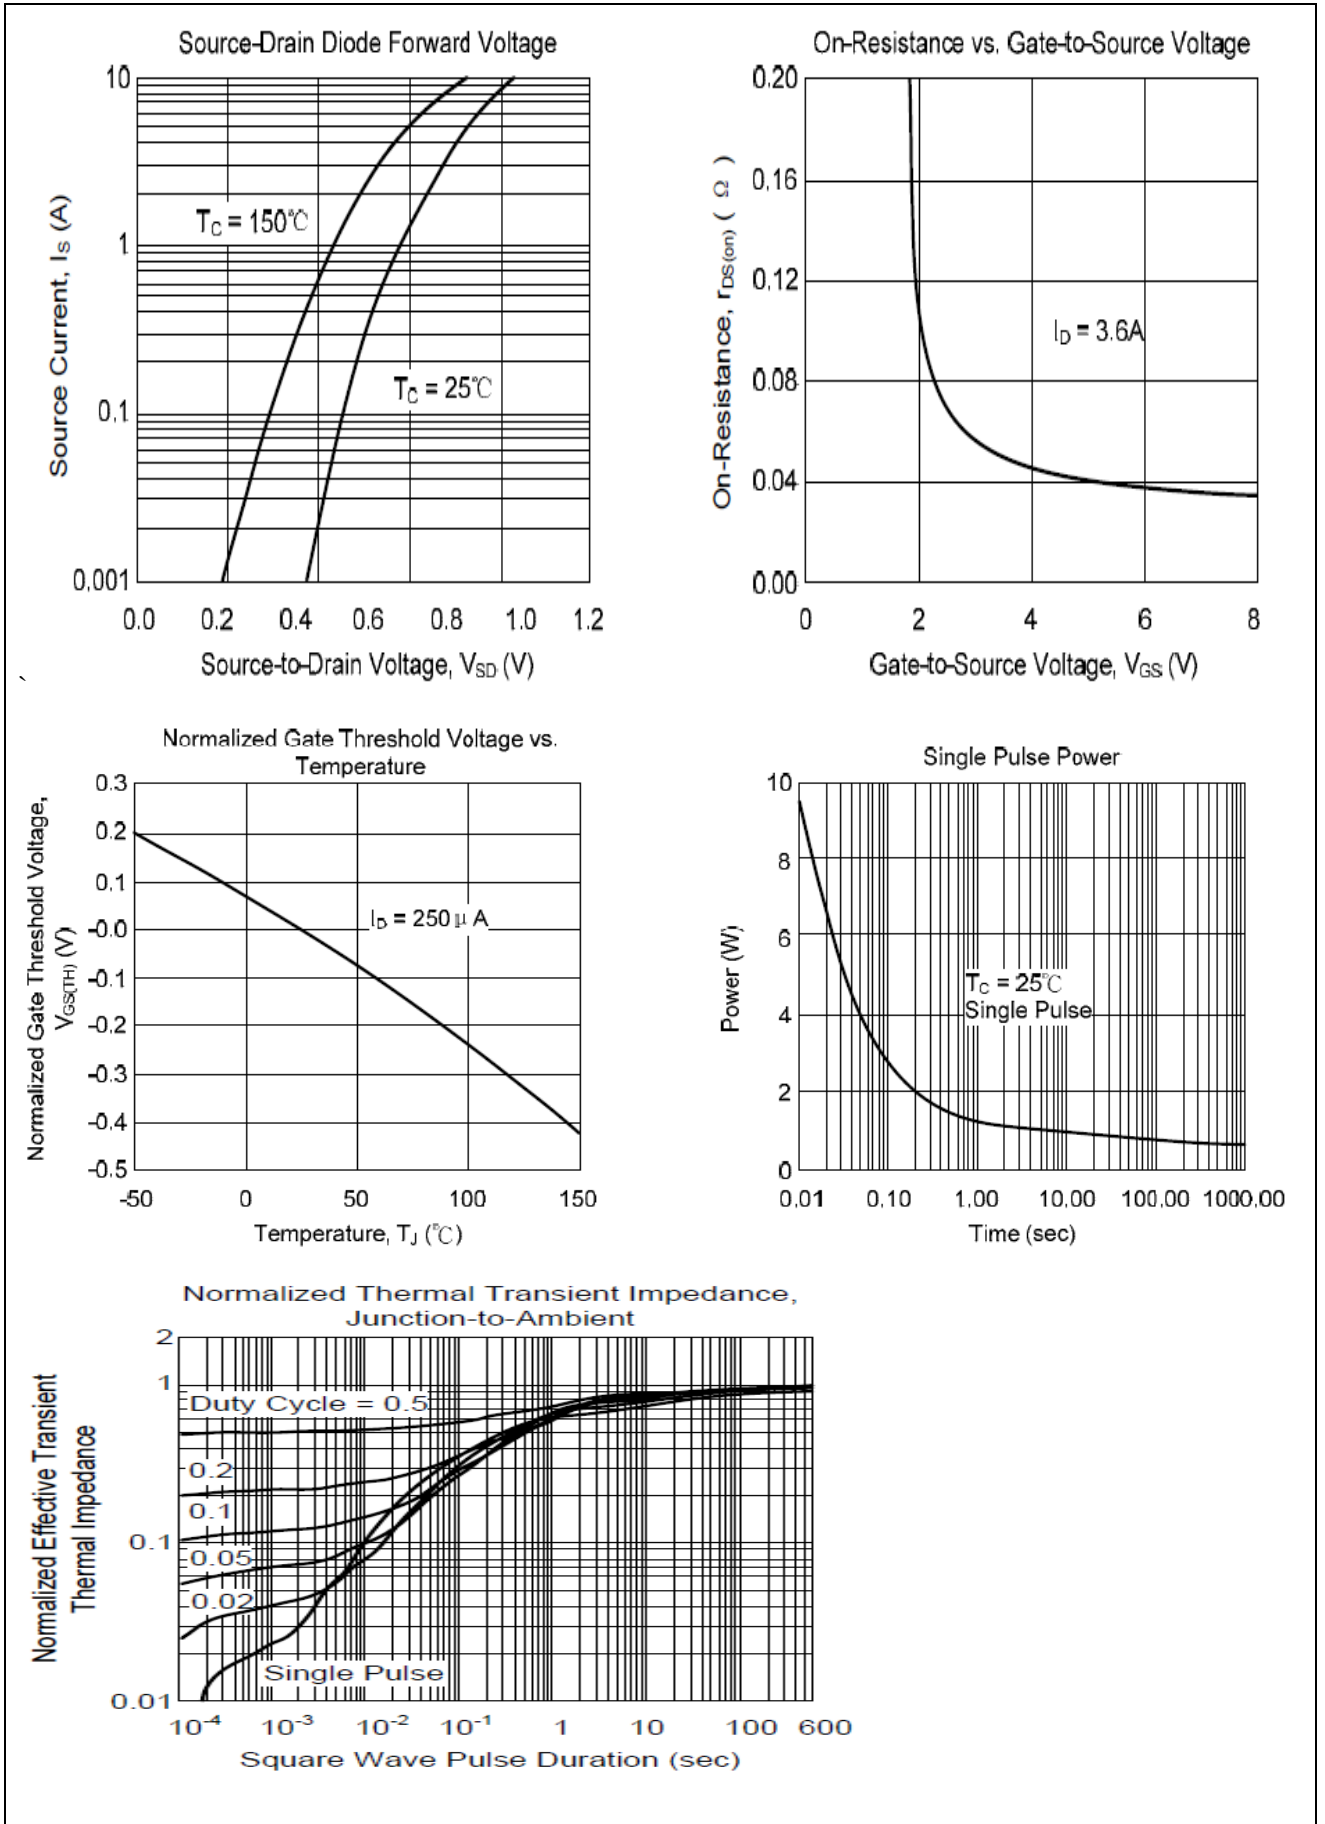 Source-Drain Diode Forward Voltage
10
1
0.1
0.001
Source Current, IS (A)
TC = 150℃
TC = 25℃
0.0 0.2 0.4 0.6 0.8 1.0 1.2
Source-to-Drain Voltage, VSD (V)
On-Resistance vs. Gate-to-Source Voltage
0.20
0.16
0.12
0.08
0.04
0.00
On-Resistance, rDS(on) ( Ω )
ID = 3.6A
0 2 4 6 8
Gate-to-Source Voltage, VGS (V)
`
Normalized Gate Threshold Voltage vs.
Temperature
0.3
0.2
0.1
-0.0
-0.1
-0.2
-0.3
-0.4
-0.5
Normalized Gate Threshold Voltage,
VGS(TH) (V)
ID = 250 μ A
-50 0 50 100 150
Temperature, TJ (℃)
Single Pulse Power
10
8
6
4
2
0
Power (W)
TC = 25℃
Single Pulse
0.01 0.10 1.00 10.00 100.00 1000.00
Time (sec)
Normalized Thermal Transient Impedance,
Junction-to-Ambient
2
1
0.1
0.01
Normalized Effective Transient
Thermal Impedance
Duty Cycle = 0.5
0.2
0.1
0.05
0.02
Single Pulse
10-4 10-3 10-2 10-1 1 10 100 600
Square Wave Pulse Duration (sec)